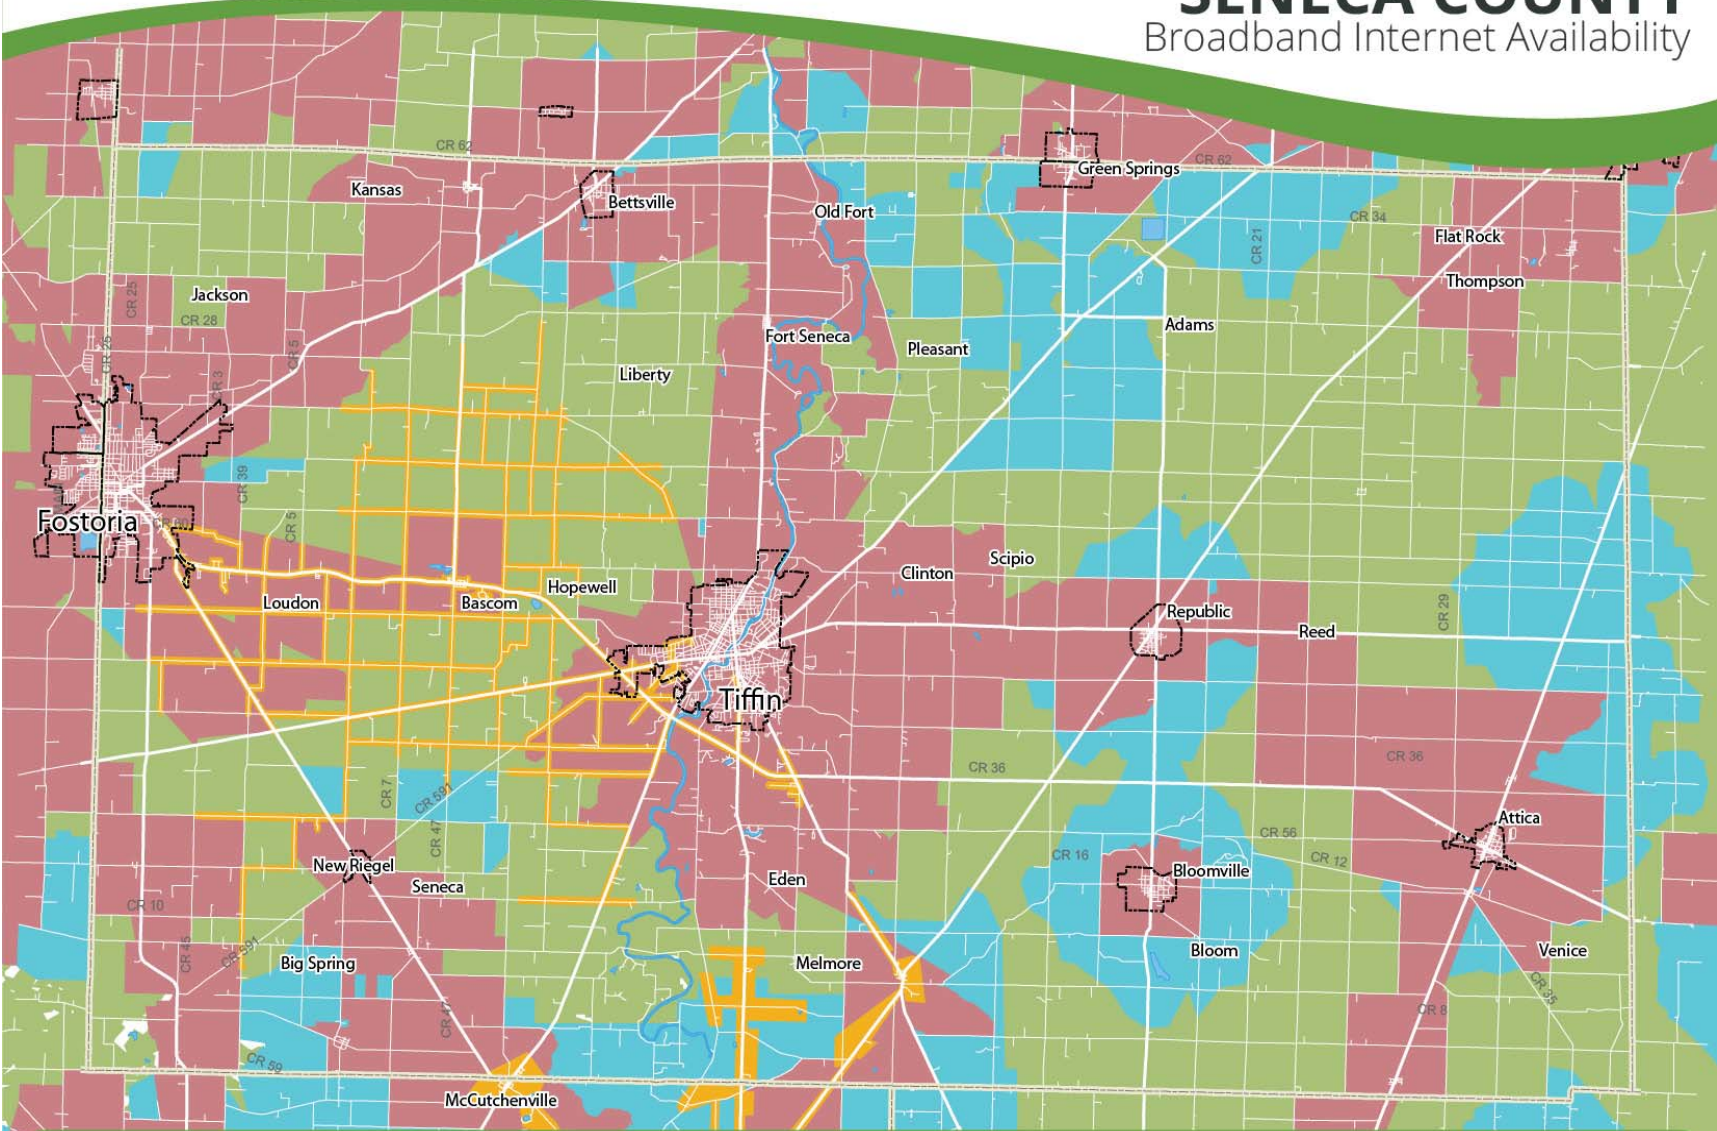 SENECA COUNTY
Broadband Internet Availability
CR 62
Green Springs
CR 62
Kansas
Bettsville
Old Fort
CR 34
CR 21
Flat Rock
Thompson
Jackson
CR 25
CR 28
Fort Seneca
Adams
Pleasant
CR 25
CR 5
Liberty
CR 3
CR 39
Fostoria
CR 5
Scipio
Clinton
Hopewell
Loudon
Bascom
Republic
CR 29
Reed
Tiffin
CR 36
CR 36
CR 7
CR 591
Attica
CR 47
CR 56
CR 16
CR 12
New Riegel
Seneca
Eden
Bloomville
CR 10
CR 45
CR 591
Big Spring
Melmore
Bloom
Venice
CR 35
CR 8
CR 47
CR 59
McCutchenville